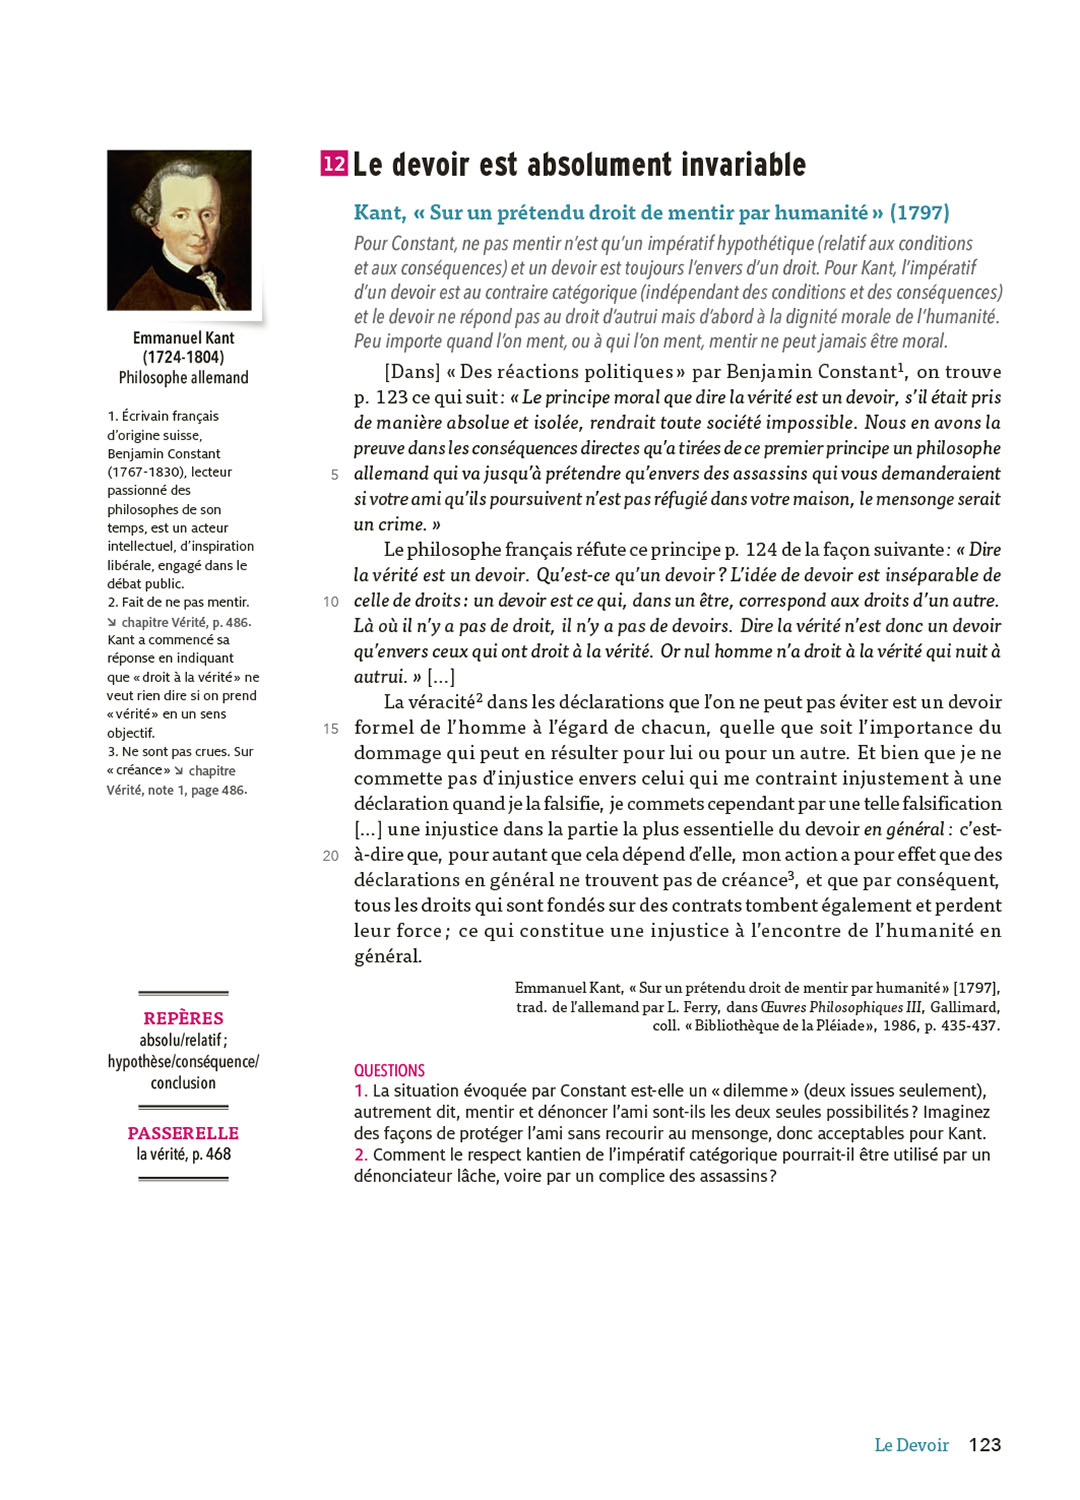 12 Le devoir est absolument invariable
Kant, « Sur un prétendu droit de mentir par humanité » (1797)
Pour Constant, ne pas mentir n’est qu’un impératif hypothétique (relatif aux conditions
et aux conséquences) et un devoir est toujours l’envers d’un droit. Pour Kant, l’impératif
d’un devoir est au contraire catégorique (indépendant des conditions et des conséquences)
et le devoir ne répond pas au droit d’autrui mais d’abord à la dignité morale de l’humanité.
Peu importe quand l’on ment, ou à qui l’on ment, mentir ne peut jamais être moral.
[Dans] « Des réactions politiques » par Benjamin Constant¹, on trouve
p. 123 ce qui suit : « Le principe moral que dire la vérité est un devoir, s’il était pris
de manière absolue et isolée, rendrait toute société impossible. Nous en avons la
preuve dans les conséquences directes qu’a tirées de ce premier principe un philosophe
5 allemand qui va jusqu’à prétendre qu’envers des assassins qui vous demanderaient
si votre ami qu’ils poursuivent n’est pas réfugié dans votre maison, le mensonge serait
un crime. »
Le philosophe français réfute ce principe p. 124 de la façon suivante : « Dire
la vérité est un devoir. Qu’est-ce qu’un devoir ? L’idée de devoir est inséparable de
10 celle de droits : un devoir est ce qui, dans un être, correspond aux droits d’un autre.
Là où il n’y a pas de droit, il n’y a pas de devoirs. Dire la vérité n’est donc un devoir
qu’envers ceux qui ont droit à la vérité. Or nul homme n’a droit à la vérité qui nuit à
autrui. » [...]
La véracité² dans les déclarations que l’on ne peut pas éviter est un devoir
15 formel de l’homme à l’égard de chacun, quelle que soit l’importance du
dommage qui peut en résulter pour lui ou pour un autre. Et bien que je ne
commette pas d’injustice envers celui qui me contraint injustement à une
déclaration quand je la falsifie, je commets cependant par une telle falsification
[...] une injustice dans la partie la plus essentielle du devoir en général : c’est-
20 à-dire que, pour autant que cela dépend d’elle, mon action a pour effet que des
déclarations en général ne trouvent pas de créance³, et que par conséquent,
tous les droits qui sont fondés sur des contrats tombent également et perdent
leur force ; ce qui constitue une injustice à l’encontre de l’humanité en
général.
Emmanuel Kant, « Sur un prétendu droit de mentir par humanité » [1797],
trad. de l’allemand par L. Ferry, dans Œuvres Philosophiques III, Gallimard,
coll. « Bibliothèque de la Pléiade », 1986, p. 435-437.
Emmanuel Kant
(1724-1804)
Philosophe allemand
1. Écrivain français
d’origine suisse,
Benjamin Constant
(1767-1830), lecteur
passionné des
philosophes de son
temps, est un acteur
intellectuel, d’inspiration
libérale, engagé dans le
débat public.
2. Fait de ne pas mentir.
↘ chapitre Vérité, p. 486.
Kant a commencé sa
réponse en indiquant
que « droit à la vérité » ne
veut rien dire si on prend
« vérité » en un sens
objectif.
3. Ne sont pas crues. Sur
« créance » ↘ chapitre
Vérité, note 1, page 486.
REPÈRES
absolu/relatif ;
hypothèse/conséquence/
conclusion
PASSERELLE
la vérité, p. 468
QUESTIONS
1. La situation évoquée par Constant est-elle un « dilemme » (deux issues seulement),
autrement dit, mentir et dénoncer l’ami sont-ils les deux seules possibilités ? Imaginez
des façons de protéger l’ami sans recourir au mensonge, donc acceptables pour Kant.
2. Comment le respect kantien de l’impératif catégorique pourrait-il être utilisé par un
dénonciateur lâche, voire par un complice des assassins ?
Le Devoir 123